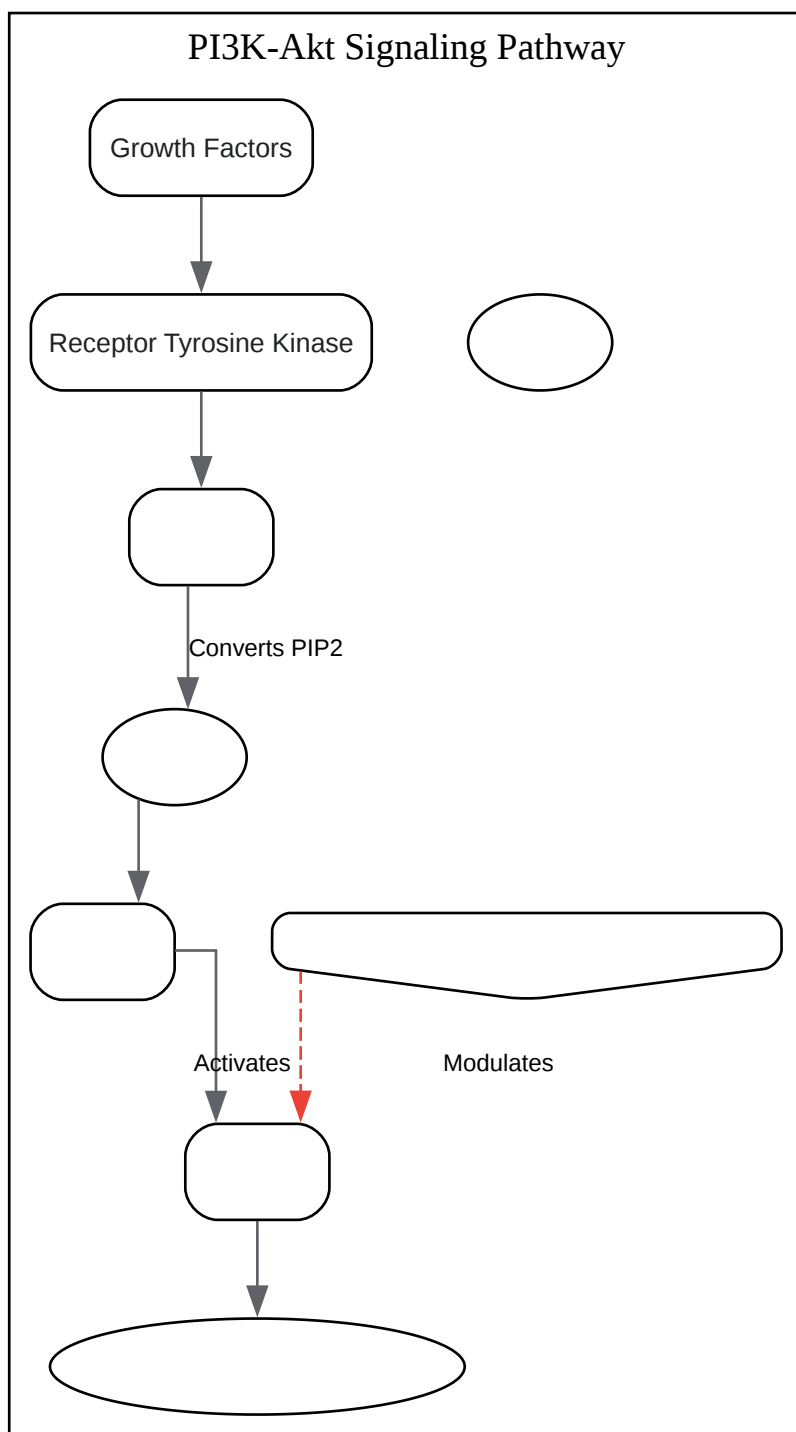 PI3K-Akt Signaling Pathway
Growth Factors
Receptor Tyrosine Kinase
Converts PIP2
Activates
Modulates